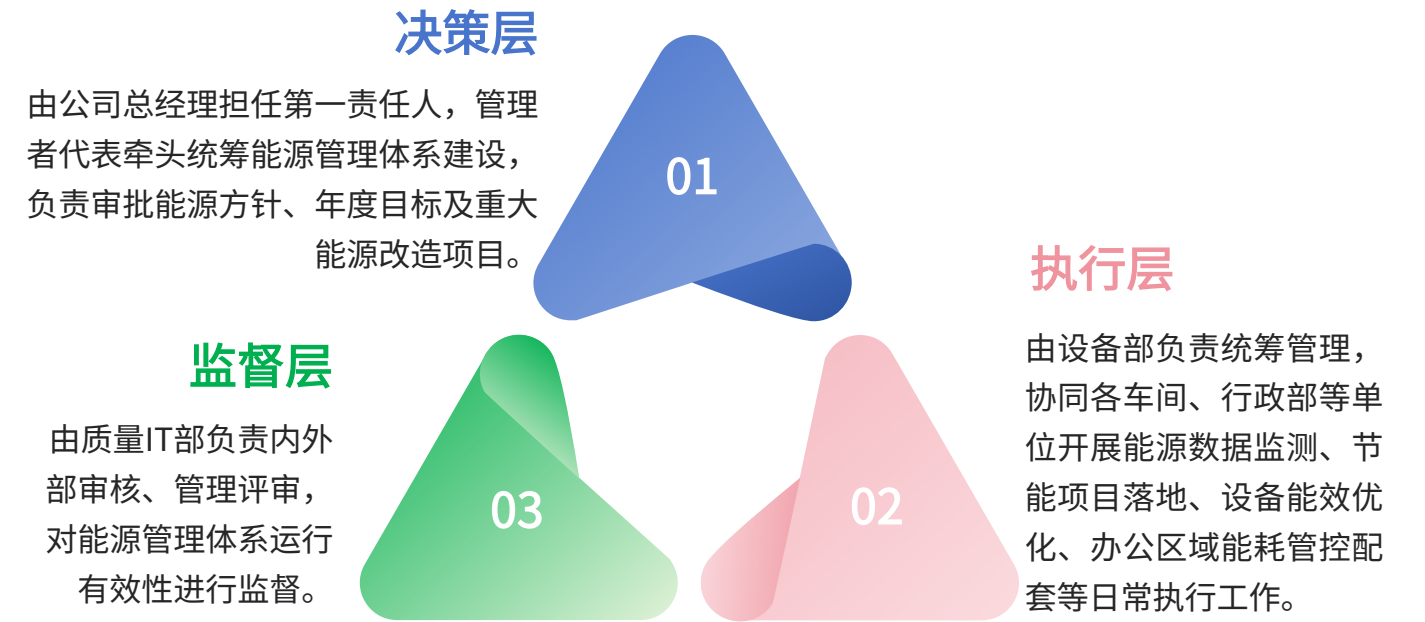 决策层
由公司总经理担任第一责任人，管理
者代表牵头统筹能源管理体系建设，
负责审批能源方针、年度目标及重大
能源改造项目。
01
执行层
由设备部负责统筹管理，
协同各车间、行政部等单
位开展能源数据监测、节
能项目落地、设备能效优
化、办公区域能耗管控配
套等日常执行工作。
02
监督层
由质量IT部负责内外
部审核、管理评审，
对能源管理体系运行
有效性进行监督。
03